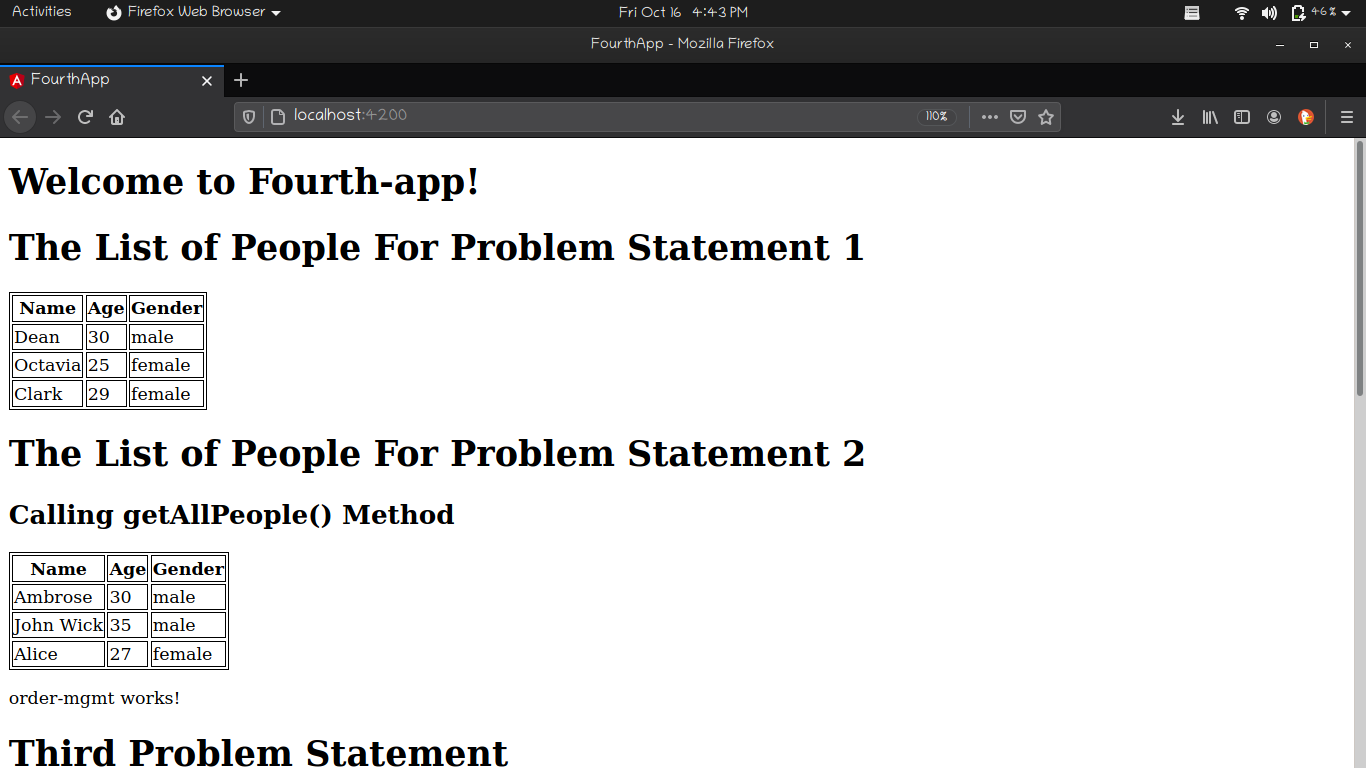 Activities Firefox Web Browser Fri Oct 16 4:43 PM 46%
FourthApp - Mozilla Firefox
FourthApp
localhost:4200 110%
Welcome to Fourth-app!
The List of People For Problem Statement 1
Name Age Gender
Dean 30 male
Octavia 25 female
Clark 29 female
The List of People For Problem Statement 2
Calling getAllPeople() Method
Name Age Gender
Ambrose 30 male
John Wick 35 male
Alice 27 female
order-mgmt works!
Third Problem Statement